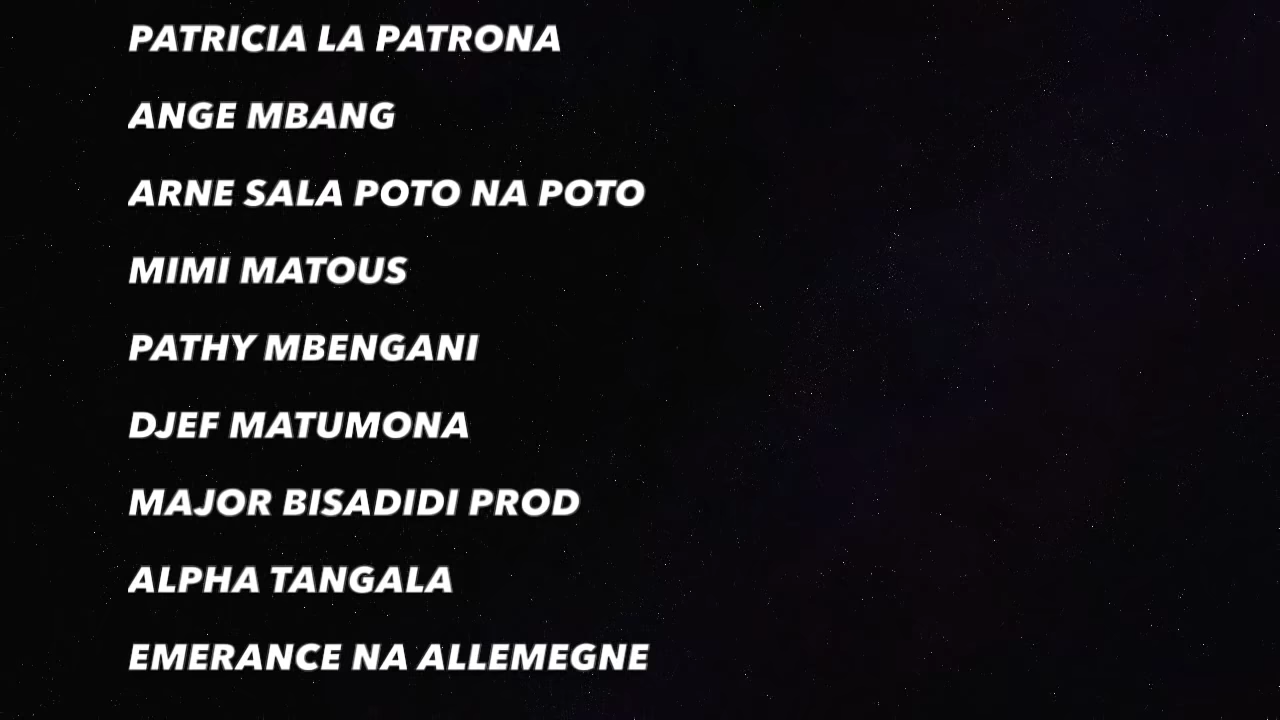 PATRICIA LA PATRONA
ANGE MBANG
ARNE SALA POTO NA POTO
MIMI MATOUS
PATHY MBENGANI
DJEF MATUMONA
MAJOR BISADIDI PROD
ALPHA TANGALA
EMERANCE NA ALLEMEGNE